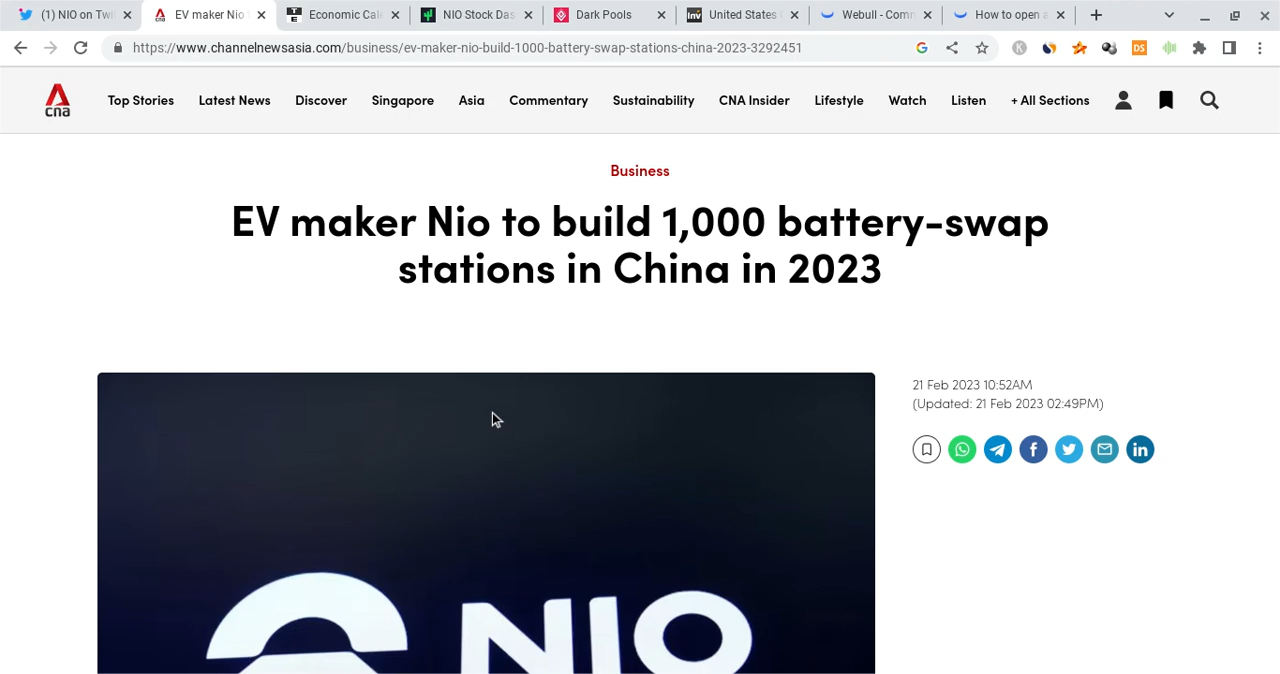 (1) NIO on Twi
EV maker Nio
Economic Cale
NIO Stock Das
Dark Pools
United States
Webull - Comm
How to open a
https://www.channelnewsasia.com/business/ev-maker-nio-build-1000-battery-swap-stations-china-2023-3292451
cna
Top Stories
Latest News
Discover
Singapore
Asia
Commentary
Sustainability
CNA Insider
Lifestyle
Watch
Listen
+ All Sections
Business
EV maker Nio to build 1,000 battery-swap
stations in China in 2023
21 Feb 2023 10:52AM
(Updated: 21 Feb 2023 02:49PM)
NIO